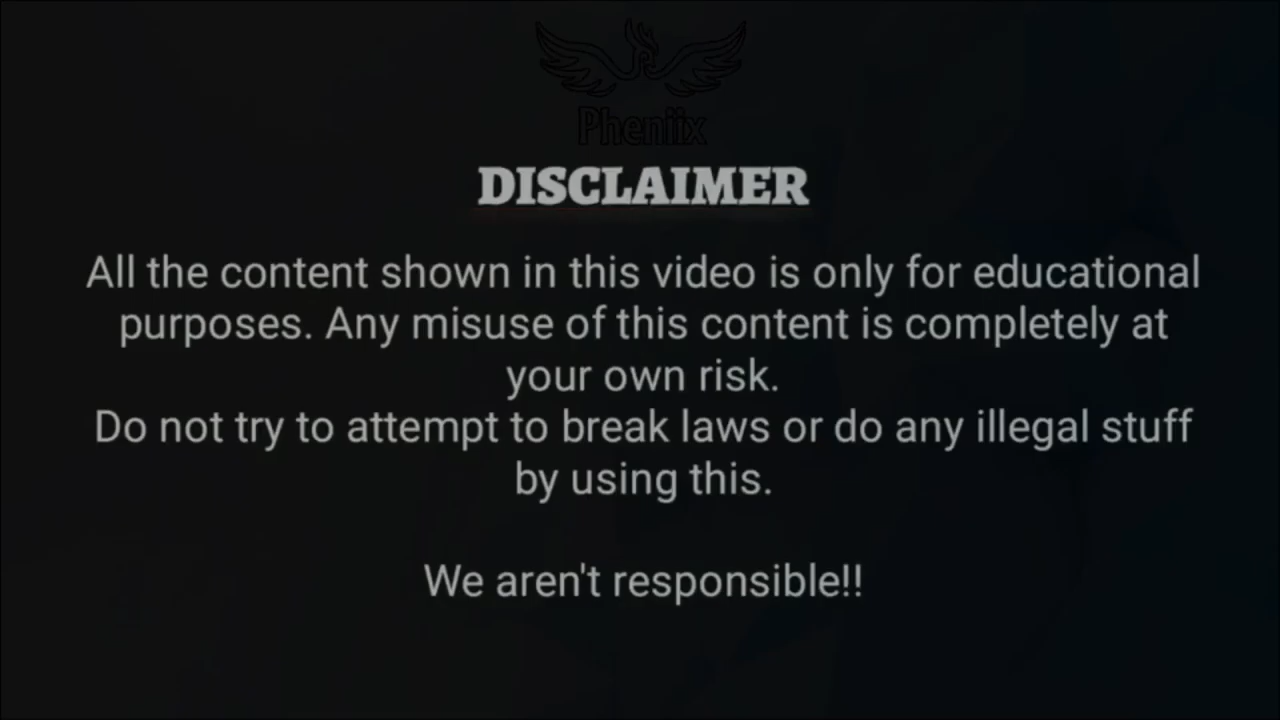 Pheniix
DISCLAIMER
All the content shown in this video is only for educational
purposes. Any misuse of this content is completely at
your own risk.
Do not try to attempt to break laws or do any illegal stuff
by using this.
We aren't responsible!!